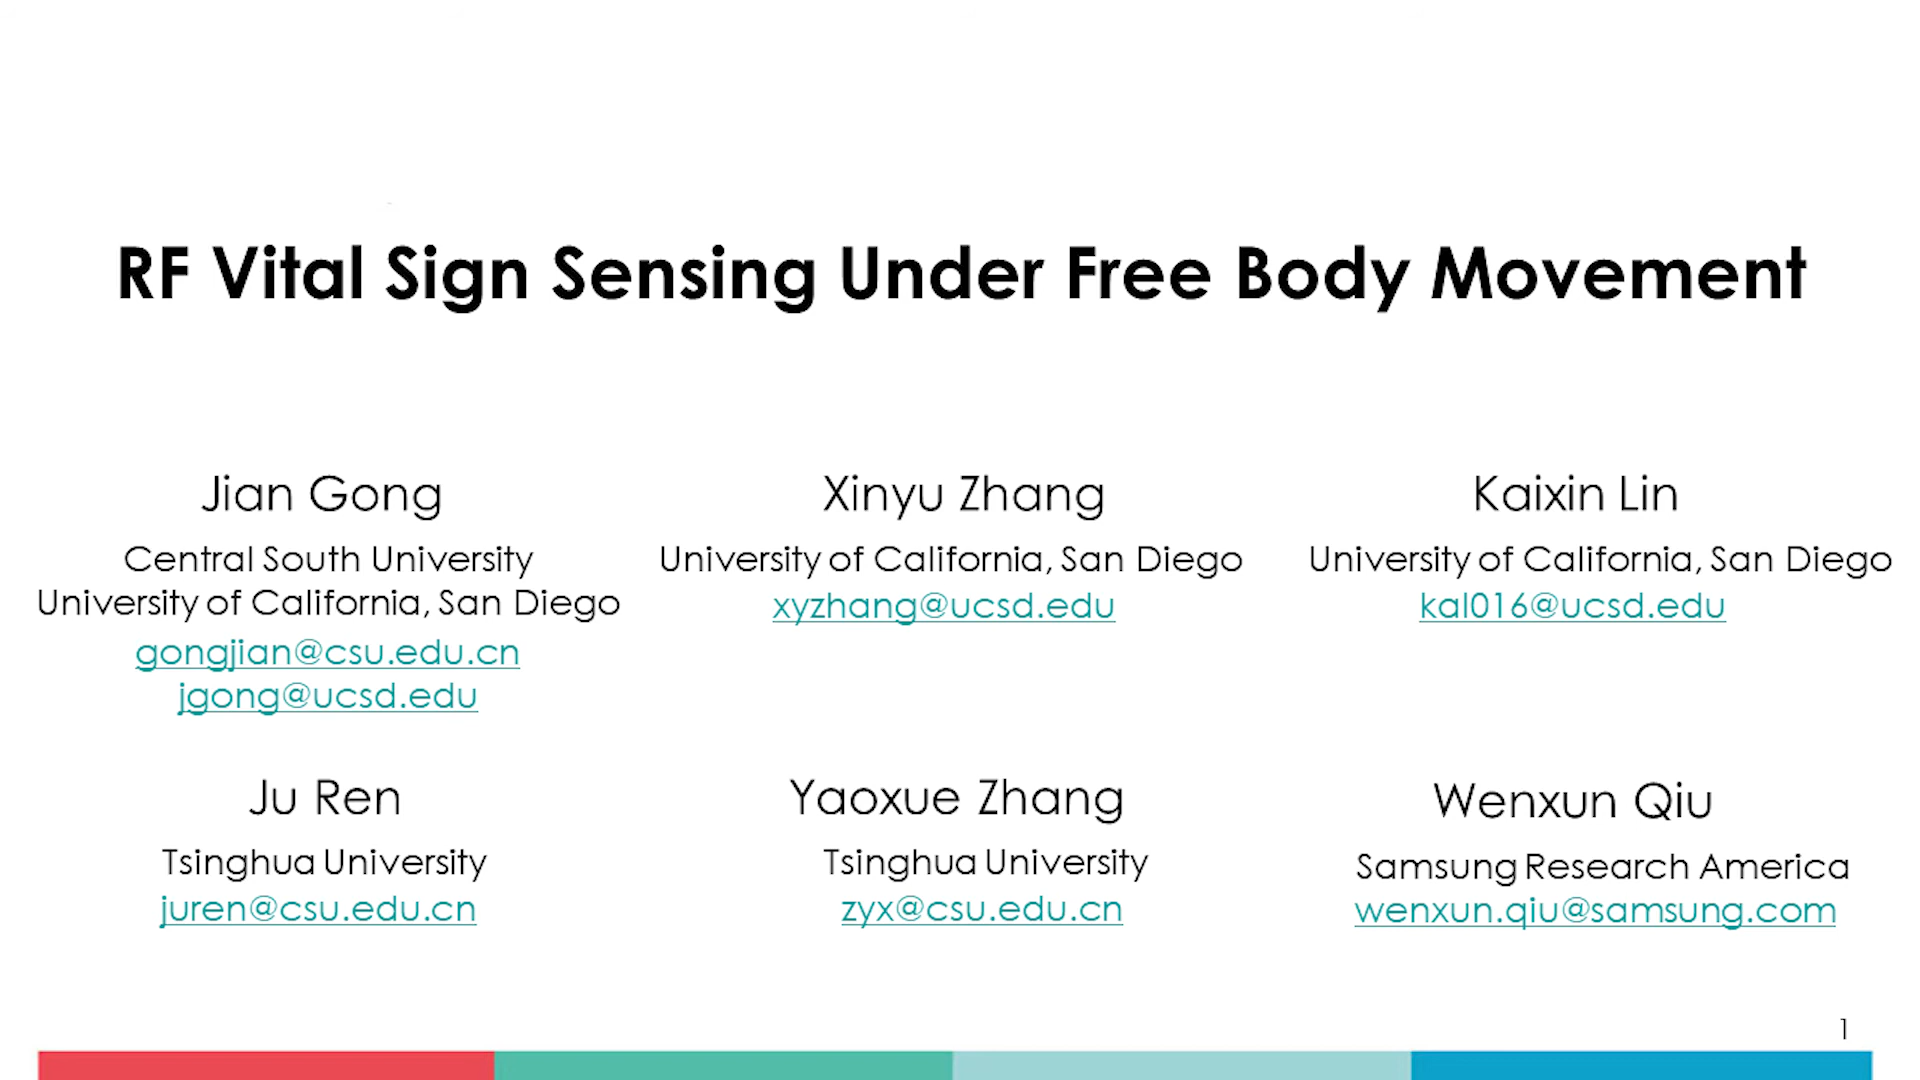 RF Vital Sign Sensing Under Free Body Movement
Jian Gong
Central South University
University of California, San Diego
gongjian@csu.edu.cn
jgong@ucsd.edu
Xinyu Zhang
University of California, San Diego
xyzhang@ucsd.edu
Kaixin Lin
University of California, San Diego
kal016@ucsd.edu
Ju Ren
Tsinghua University
juren@csu.edu.cn
Yaoxue Zhang
Tsinghua University
zyx@csu.edu.cn
Wenxun Qiu
Samsung Research America
wenxun.qiu@samsung.com
1